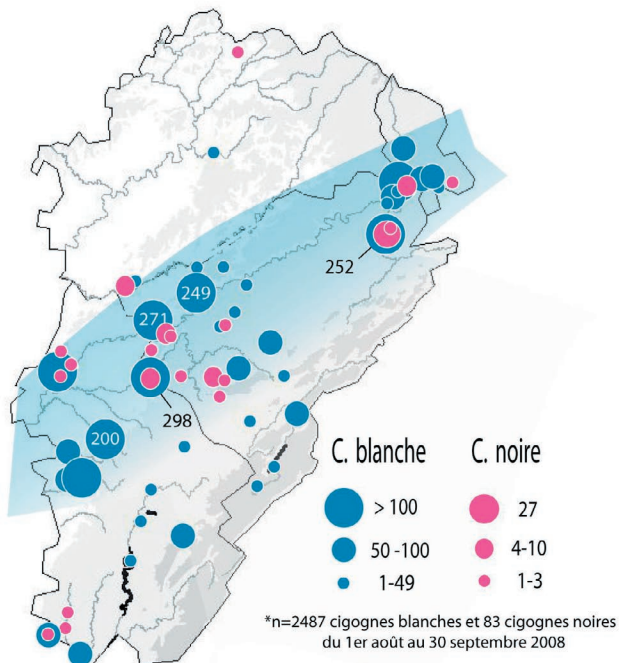 252
249
271
298
200
C. blanche C. noire
> 100 27
50 -100 4-10
1-49 1-3
*n=2487 cigognes blanches et 83 cigognes noires
du 1er août au 30 septembre 2008